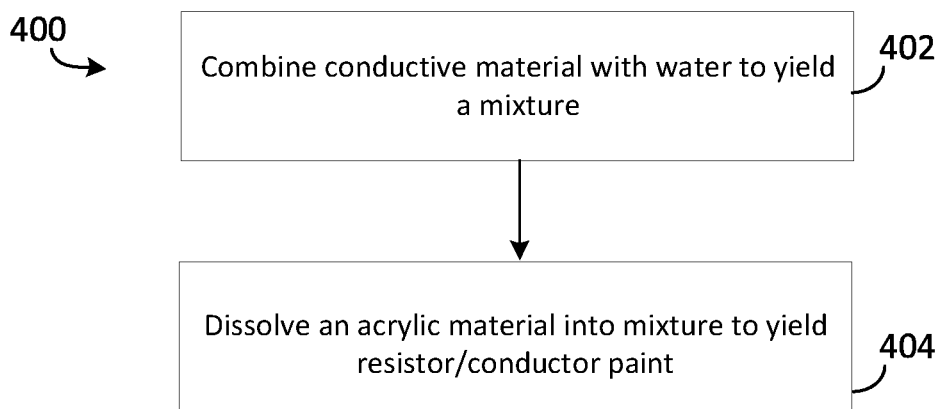 400
402
Combine conductive material with water to yield
a mixture
Dissolve an acrylic material into mixture to yield
resistor/conductor paint
404